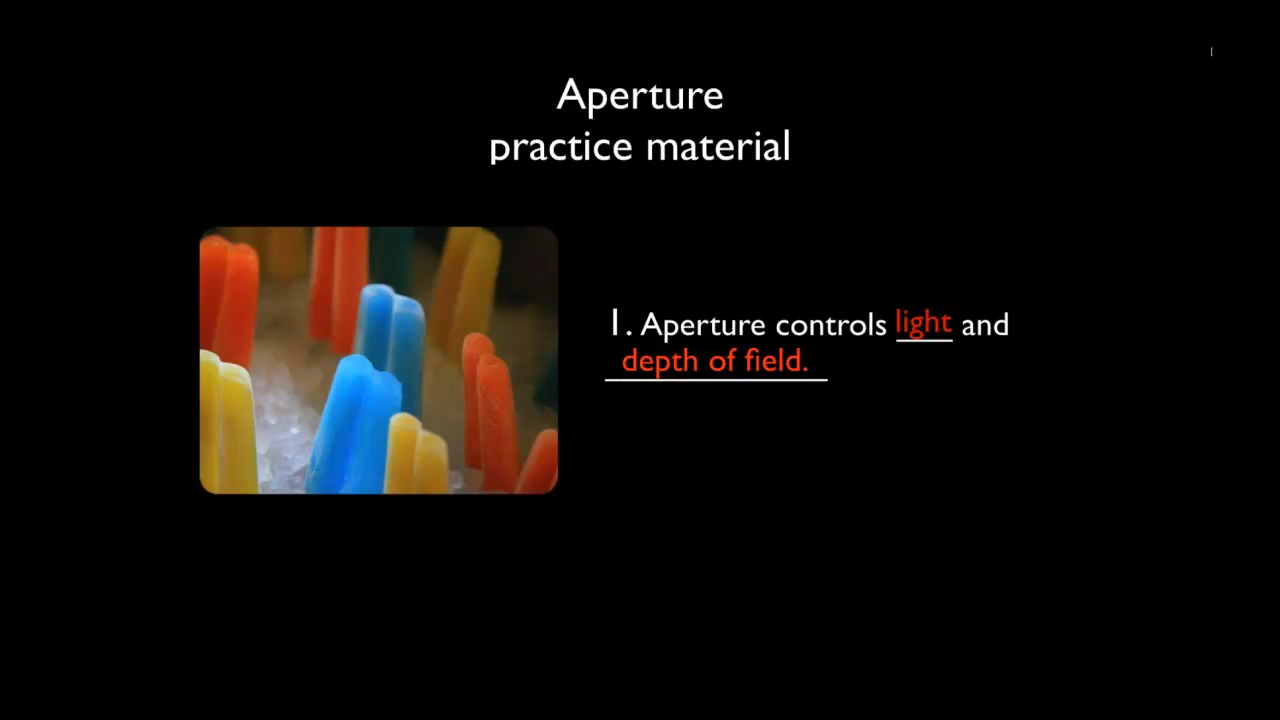 Aperture
practice material
1. Aperture controls light and
depth of field.